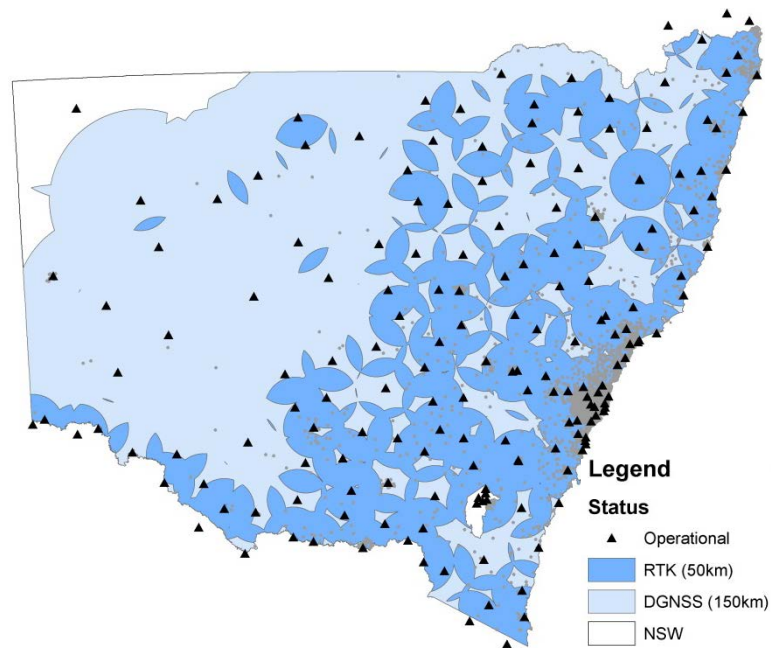 Legend
Status
Operational
RTK (50km)
DGNSS (150km)
NSW